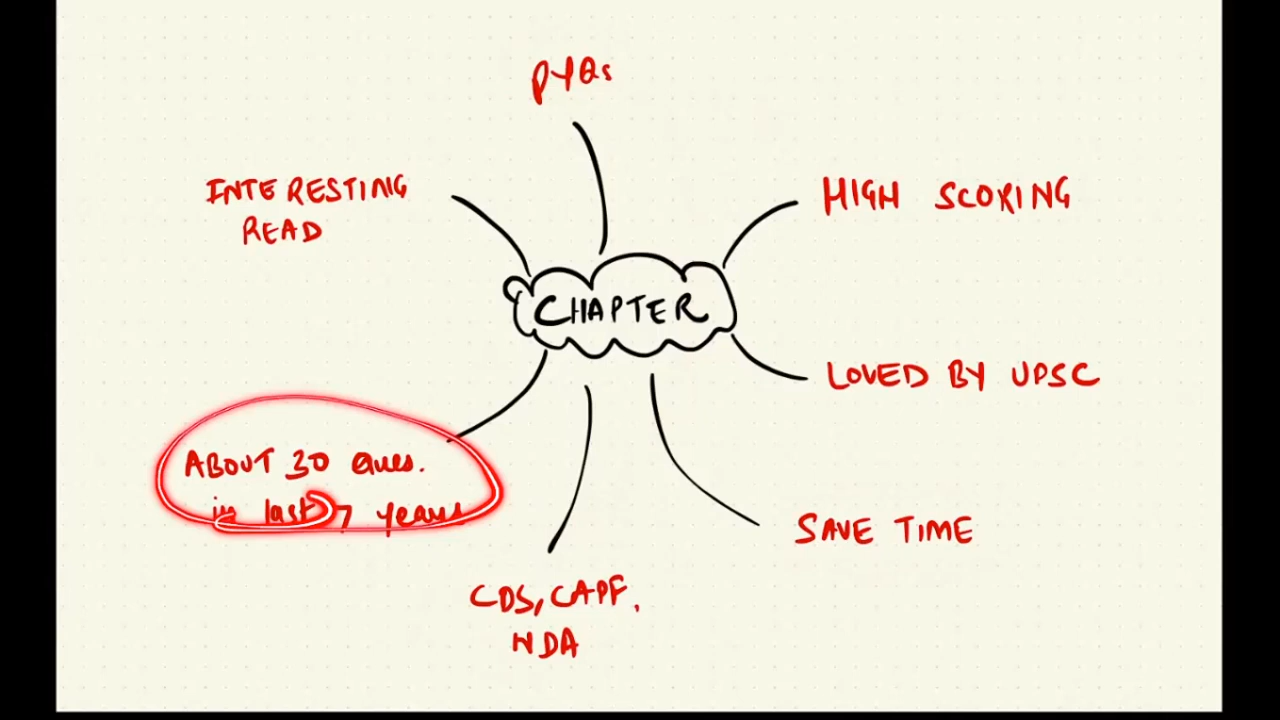 PYQs
INTERESTING
READ
HIGH SCORING
CHAPTER
LOVED BY UPSC
ABOUT 30 Ques.
in last 7 years
SAVE TIME
CDS, CAPF,
NDA